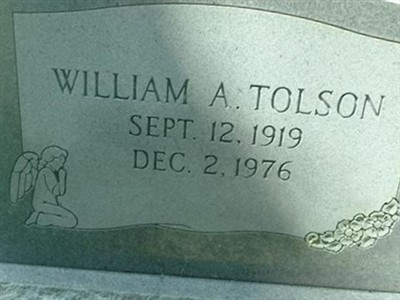 WILLIAM A. TOLSON
SEPT. 12, 1919
DEC. 2, 1976